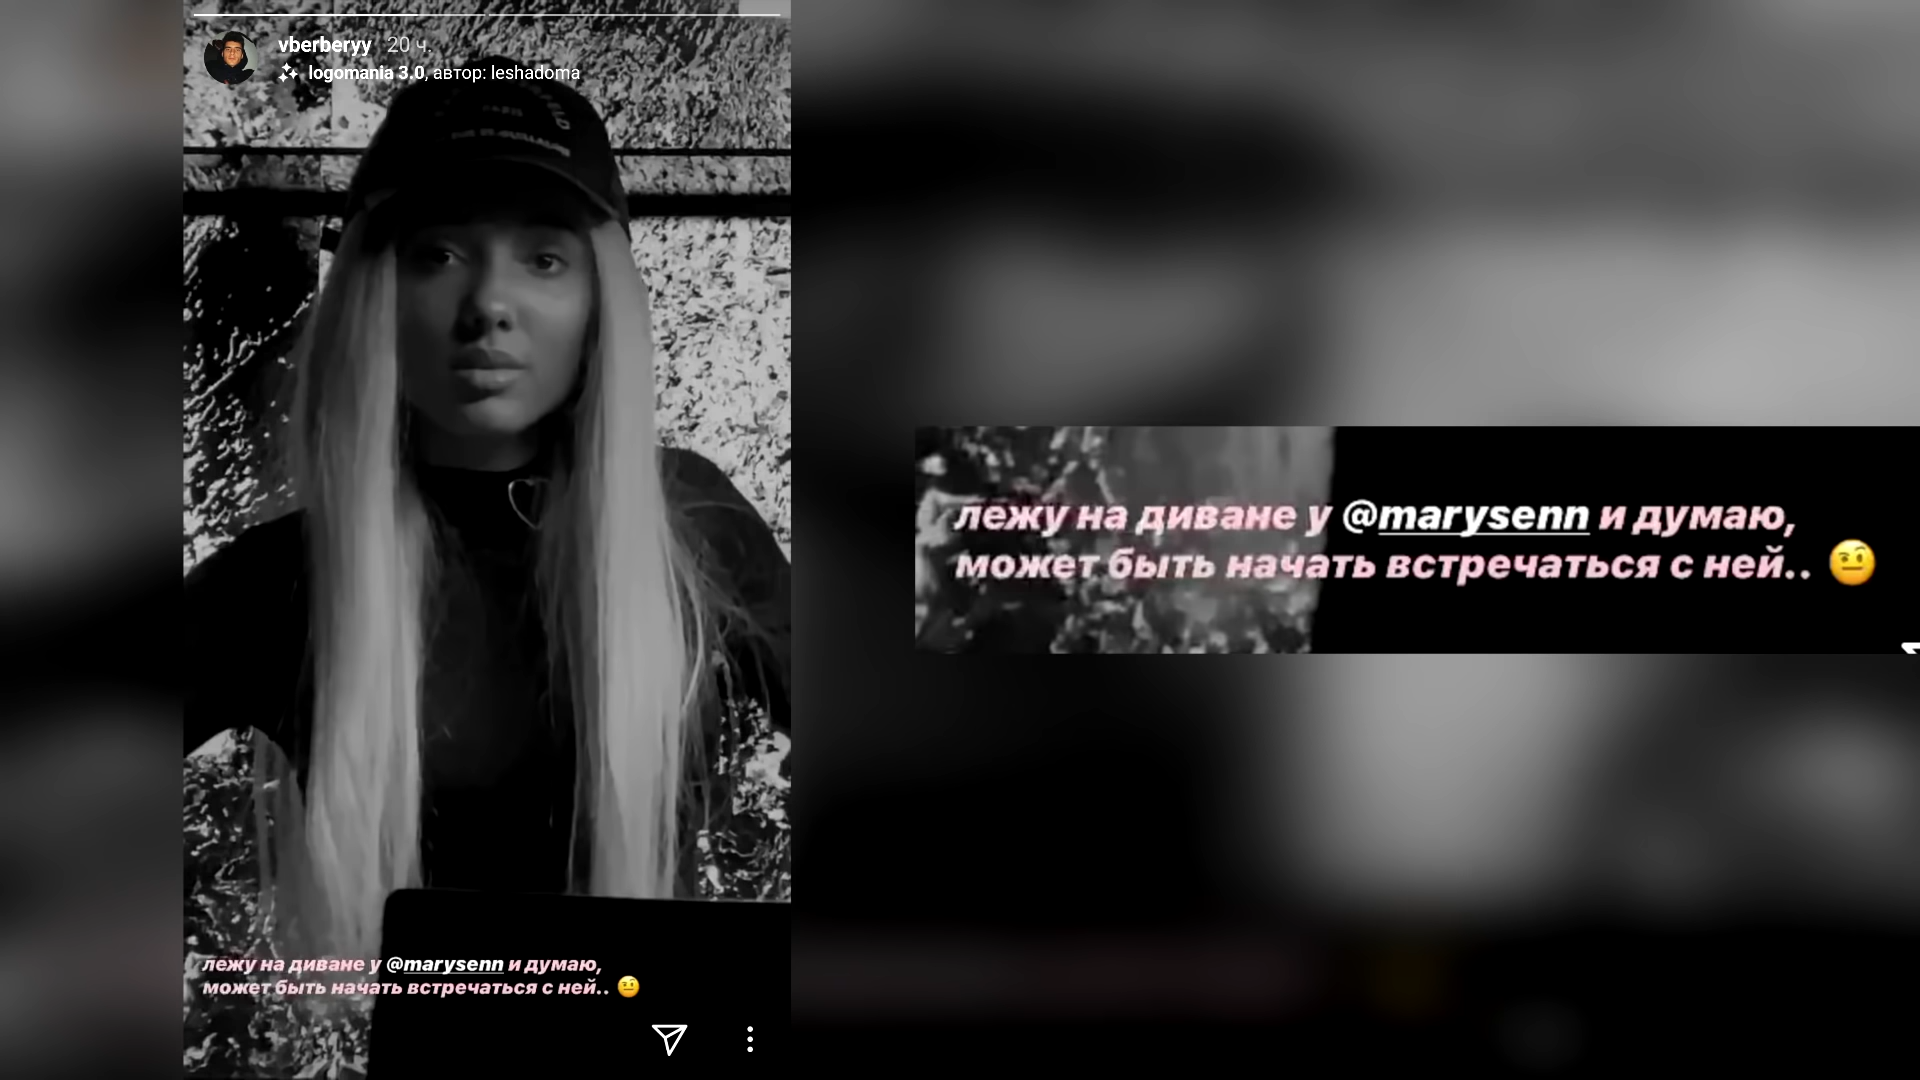 vberberyy 20 ч.
logomania 3.0, автор: leshadoma
PARIS
лежу на диване у @marysenn и думаю,
может быть начать встречаться с ней.. 🤨
лежу на диване у @marysenn и думаю,
может быть начать встречаться с ней.. 🤨